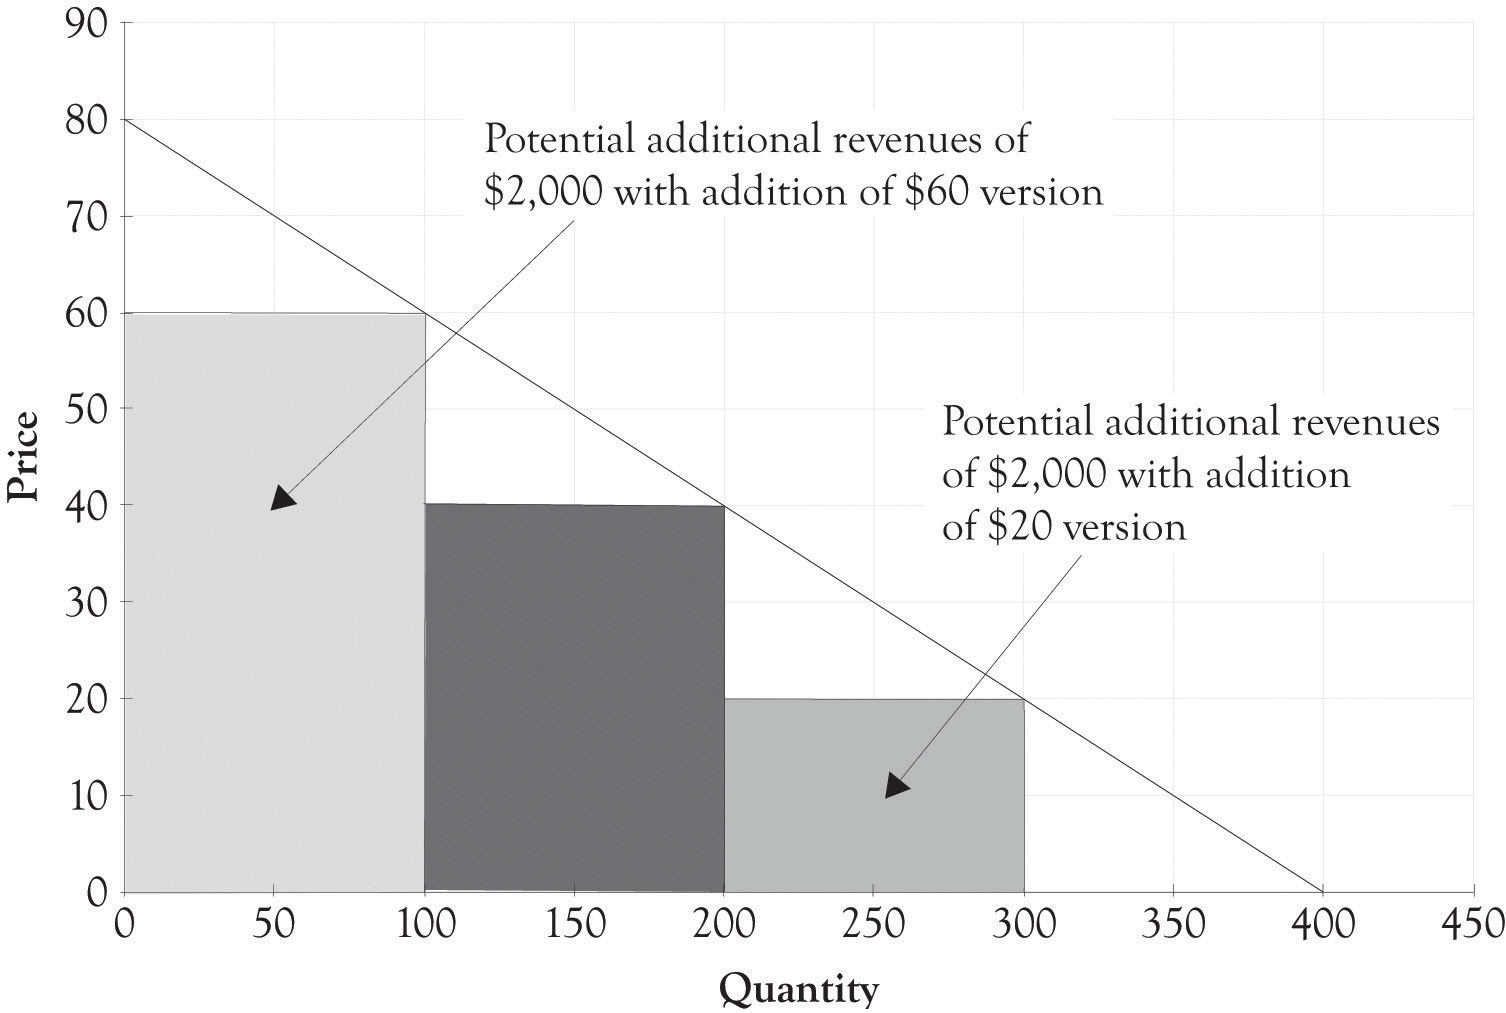 90
80
70
60
50
40
30
20
10
0
Price
Potential additional revenues of
$2,000 with addition of $60 version
Potential additional revenues
of $2,000 with addition
of $20 version
0 50 100 150 200 250 300 350 400 450
Quantity